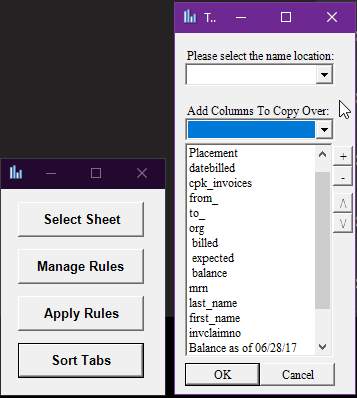 T..
Please select the name location:
Add Columns To Copy Over:
Placement
datebilled
cpk_invoices
from_
to_
org
billed
expected
balance
mrn
last_name
first_name
invclaimno
Balance as of 06/28/17
+
-
/\
\/
OK
Cancel
Select Sheet
Manage Rules
Apply Rules
Sort Tabs